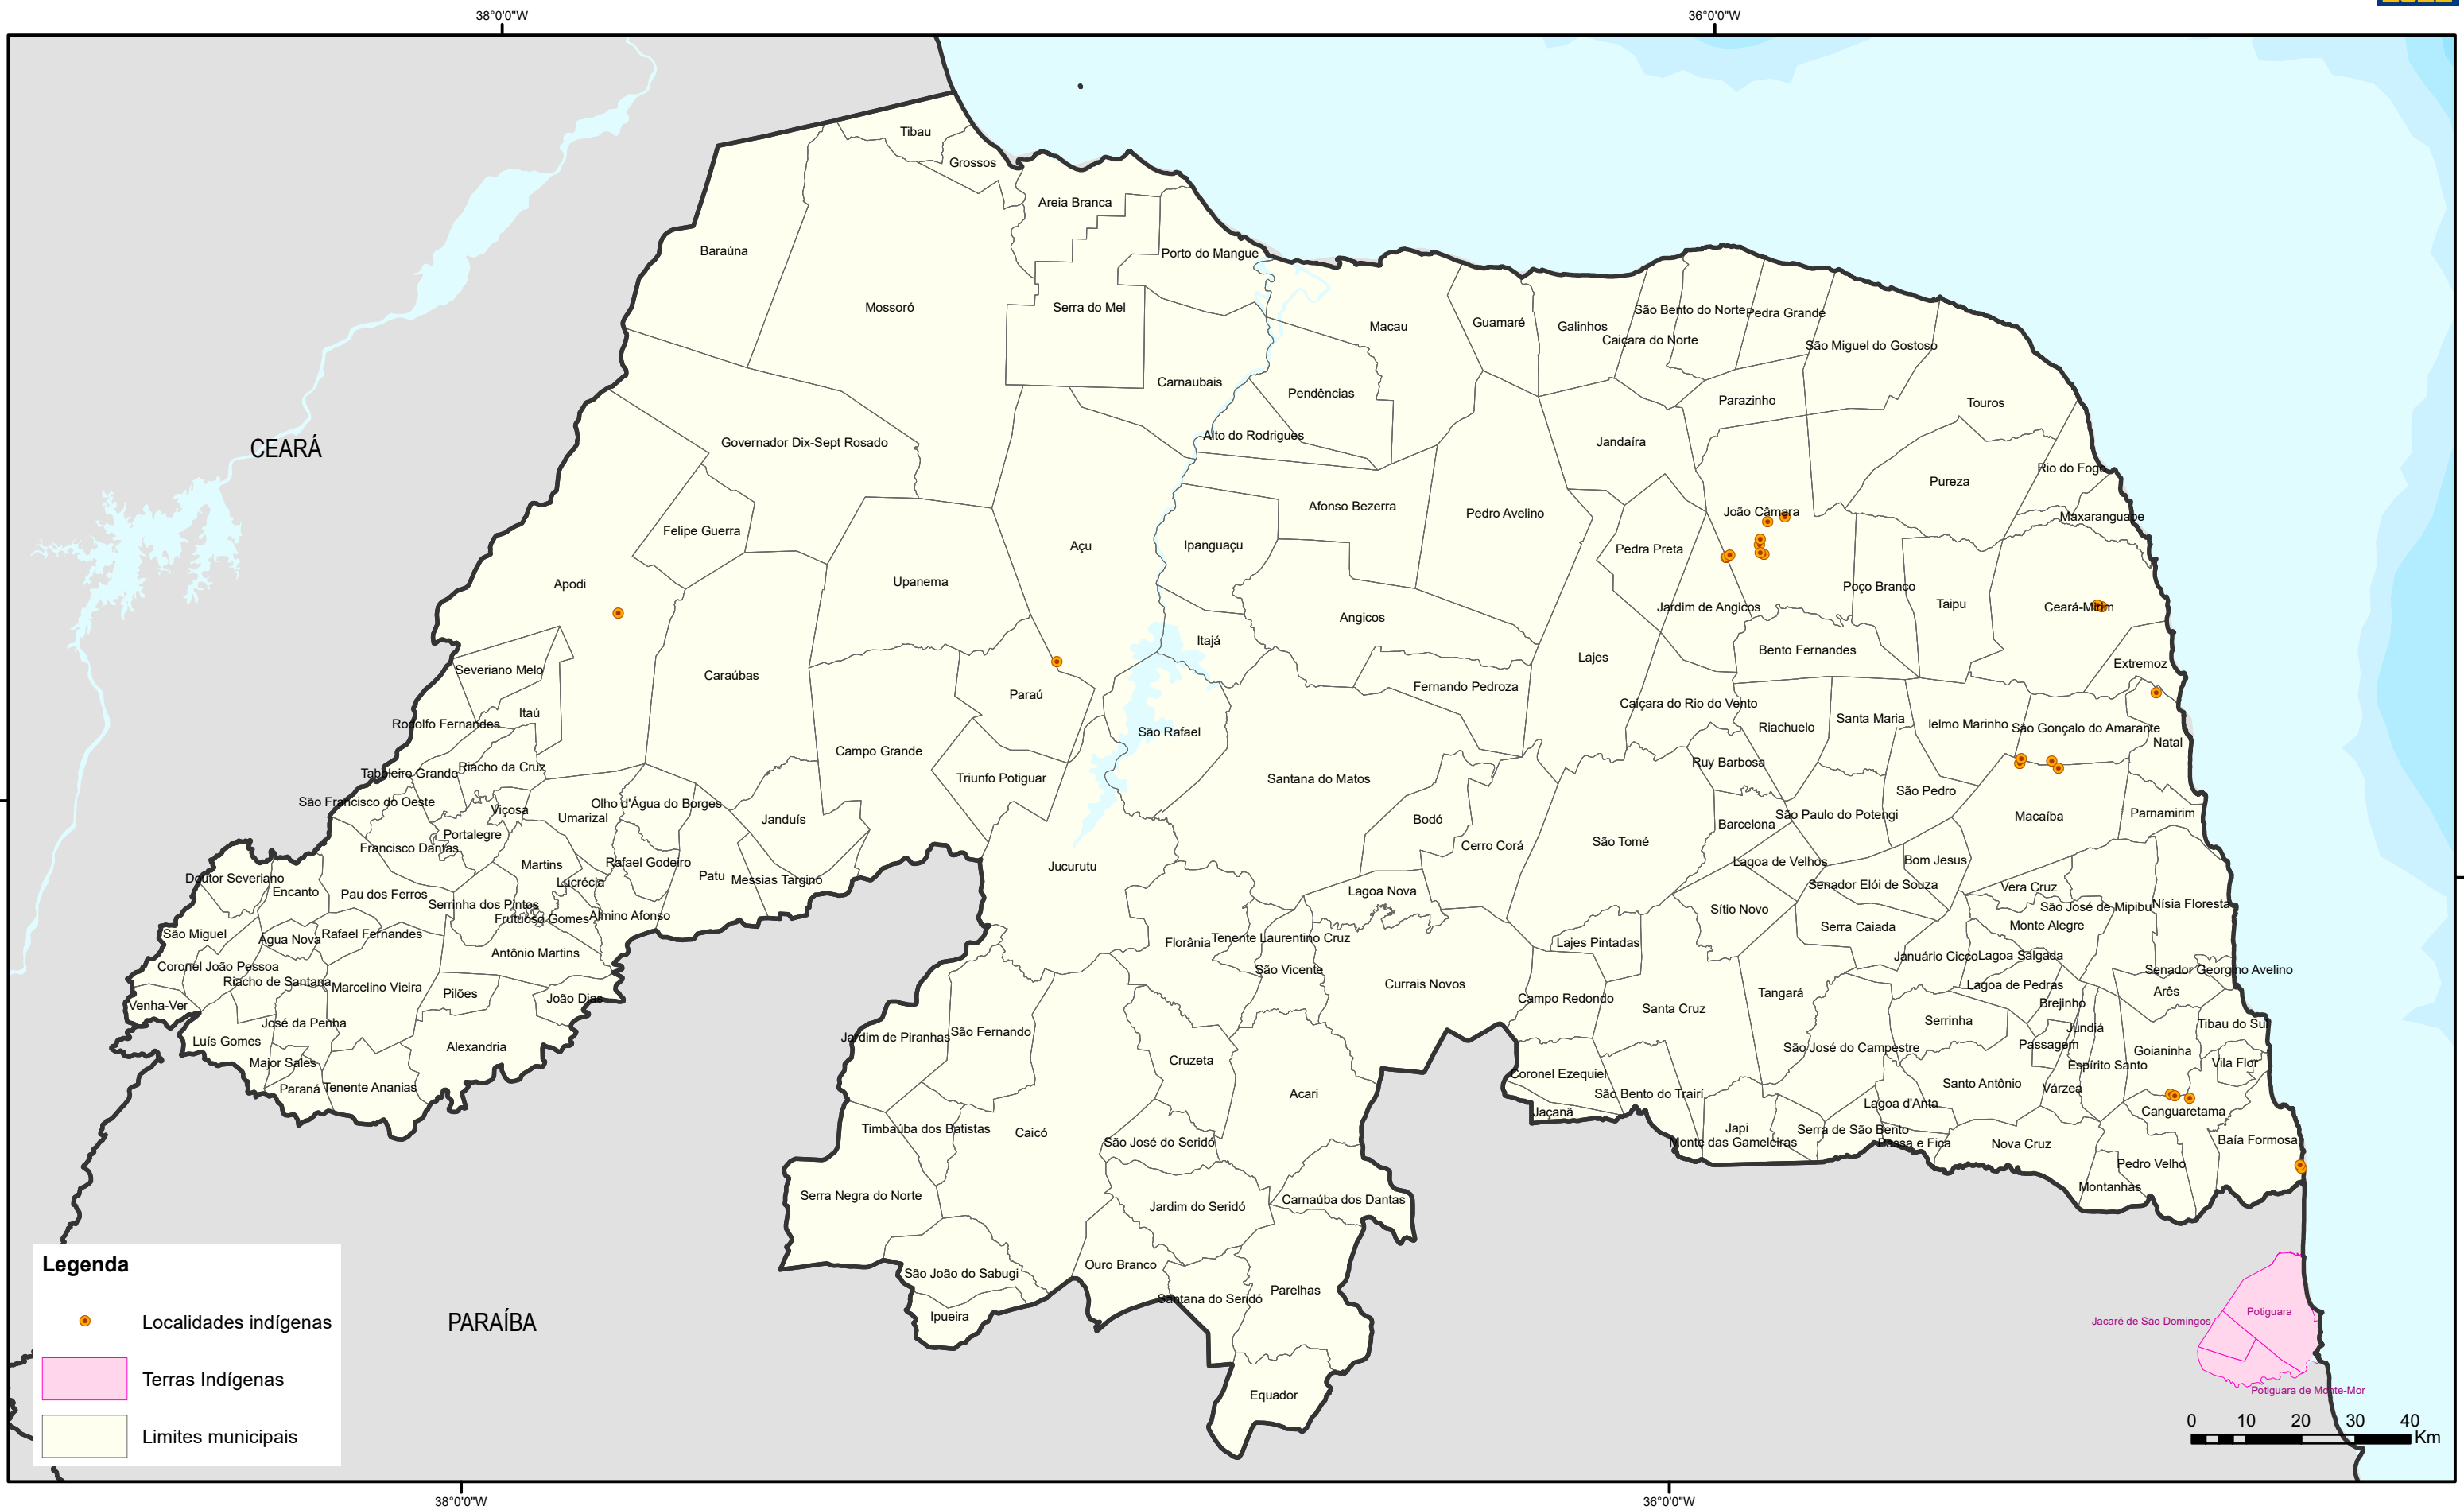 38°0'0"W
36°0'0"W
Tibau
Grossos
Areia Branca
Baraúna
Porto do Mangue
Mossoró
Serra do Mel
São Bento do Norte
Pedra Grande
Macau
Guamaré
Galinhos
Caiçara do Norte
São Miguel do Gostoso
Carnaubais
Pendências
Parazinho
Touros
CEARÁ
Governador Dix-Sept Rosado
Alto do Rodrigues
Jandaíra
Rio do Fogo
Pureza
Felipe Guerra
Afonso Bezerra
Pedro Avelino
João Câmara
Maxaranguape
Açu
Ipanguaçu
Pedra Preta
Apodi
Upanema
Poço Branco
Taipu
Jardim de Angicos
Ceará-Mirim
Angicos
Itajá
Bento Fernandes
Lajes
Extremoz
Severiano Melo
Caraúbas
Paraú
Fernando Pedroza
Caiçara do Rio do Vento
Itaú
Rodolfo Fernandes
São Rafael
Riachuelo
Santa Maria
Ielmo Marinho
São Gonçalo do Amarante
Natal
Campo Grande
Ruy Barbosa
Riacho da Cruz
Taboleiro Grande
Triunfo Potiguar
Santana do Matos
São Pedro
São Francisco do Oeste
Olho d'Água do Borges
Viçosa
Umarizal
Janduís
Bodó
Barcelona
São Paulo do Potengi
Macaíba
Parnamirim
Portalegre
Francisco Dantas
Cerro Corá
São Tomé
Martins
Rafael Godeiro
Jucurutu
Lagoa de Velhos
Bom Jesus
Doutor Severiano
Encanto
Pau dos Ferros
Lucrécia
Patu
Messias Targino
Lagoa Nova
Senador Elói de Souza
Vera Cruz
Serrinha dos Pintos
Frutuoso Gomes
Almino Afonso
Sítio Novo
São José de Mipibu
Nísia Floresta
São Miguel
Água Nova
Rafael Fernandes
Florânia
Tenente Laurentino Cruz
Lajes Pintadas
Serra Caiada
Monte Alegre
Antônio Martins
Januário Cicco
Lagoa Salgada
Coronel João Pessoa
Riacho de Santana
São Vicente
Senador Georgino Avelino
Marcelino Vieira
Pilões
João Dias
Currais Novos
Campo Redondo
Tangará
Lagoa de Pedras
Arês
Venha-Ver
Santa Cruz
Brejinho
José da Penha
Serrinha
Jundiá
Tibau do Sul
Luís Gomes
Jardim de Piranhas
São Fernando
Alexandria
São José do Campestre
Passagem
Goianinha
Major Sales
Cruzeta
Espírito Santo
Vila Flor
Paraná
Tenente Ananias
Coronel Ezequiel
São Bento do Trairí
Acari
Santo Antônio
Várzea
Jaçanã
Lagoa d'Anta
Canguaretama
Timbaúba dos Batistas
Caicó
São José do Seridó
Japi
Monte das Gameleiras
Serra de São Bento
Passa e Fica
Nova Cruz
Baía Formosa
Pedro Velho
Montanhas
Serra Negra do Norte
Jardim do Seridó
Carnaúba dos Dantas
São João do Sabugi
Ouro Branco
Santana do Seridó
Parelhas
Ipueira
PARAÍBA
Equador
Potiguara
Jacaré de São Domingos
Potiguara de Monte-Mor
Legenda
Localidades indígenas
Terras Indígenas
Limites municipais
0 10 20 30 40
Km
38°0'0"W
36°0'0"W